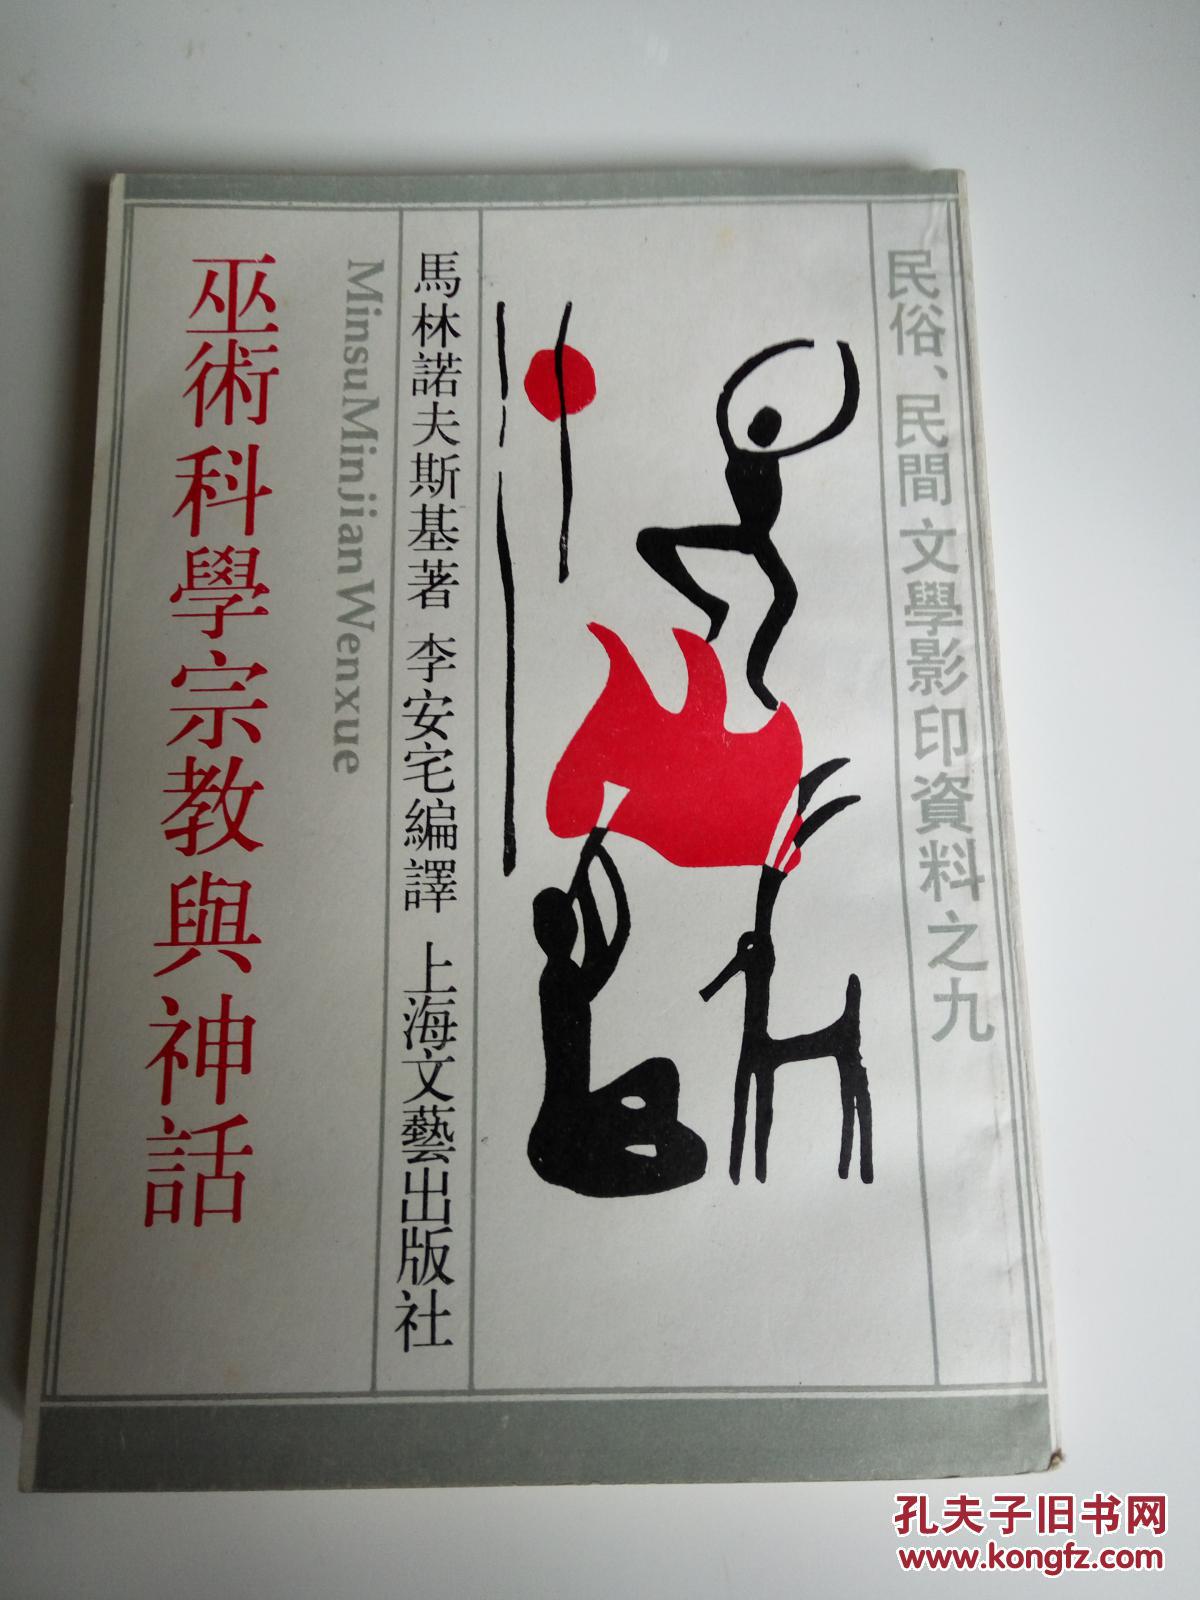 民俗、民間文學影印資料之九
馬林諾夫斯基著 李安宅編譯 上海文藝出版社
MinsuMinjianWenxue
巫術科學宗教與神話
孔夫子旧书网
www.kongfz.com